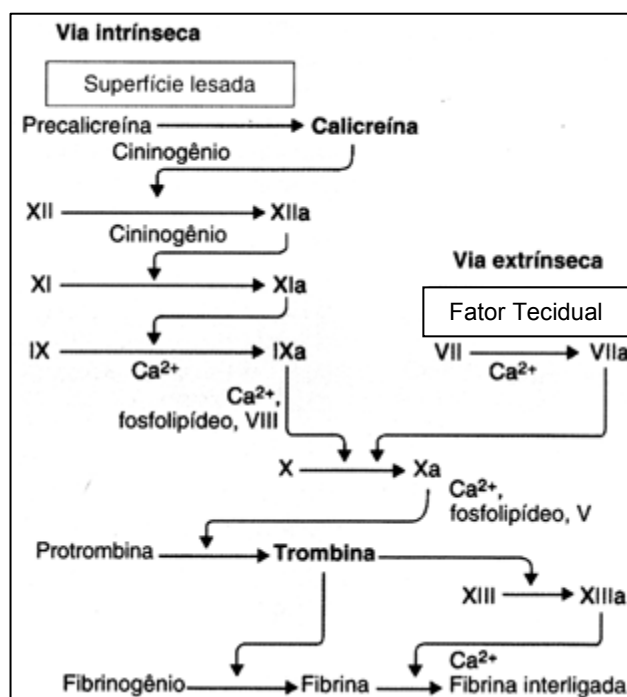 Via intrínseca
Superfície lesada
Precalicreína Calicreína
Cininogênio
XII XIIa
Cininogênio
Via extrínseca
XI XIa
Fator Tecidual
IX IXa VII VIIa
Ca2+ Ca2+
Ca2+,
fosfolipídeo, VIII
X Xa
Ca2+,
fosfolipídeo, V
Protrombina Trombina
XIII XIIIa
Ca2+
Fibrinogênio Fibrina Fibrina interligada